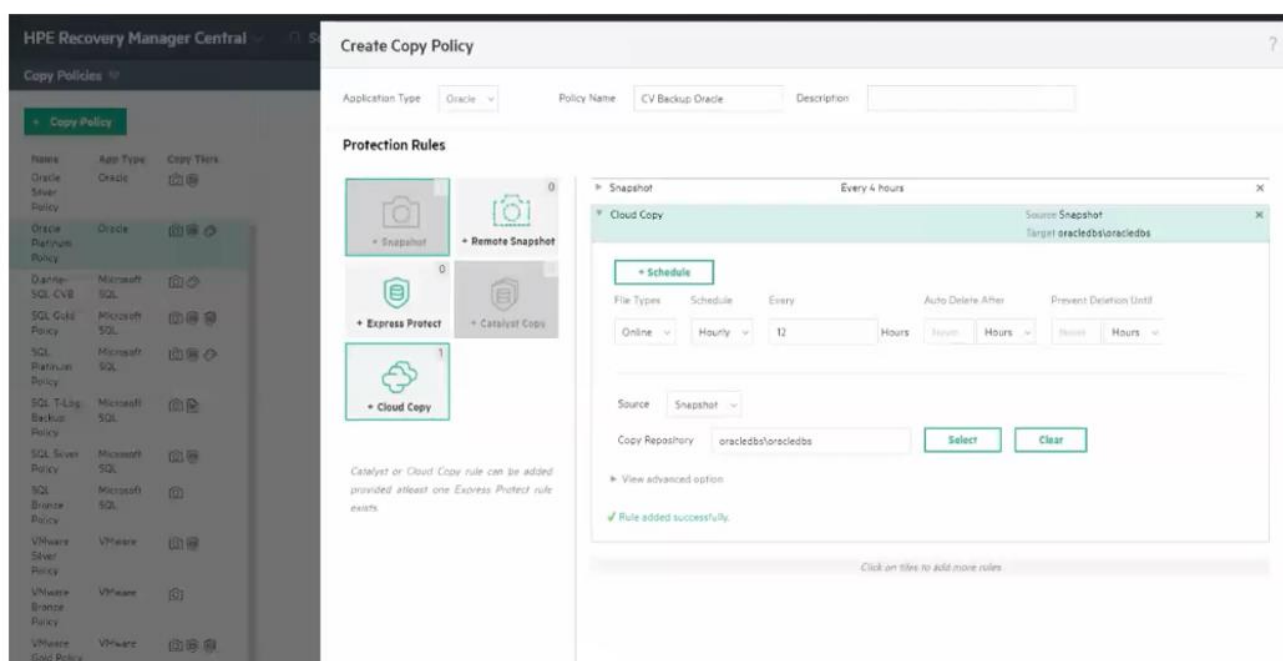 HPE Recovery Manager Central
Create Copy Policy
?
Copy Policies
Application Type Oracle Policy Name CV Backup Oracle Description
+ Copy Policy
Protection Rules
Name App Type Copy Tiers
Oracle Silver Policy Oracle
Oracle Platinum Policy Oracle
SQL-CVB Microsoft SQL
SQL Gold Policy Microsoft SQL
SQL Platinum Policy Microsoft SQL
SQL T-Log Backup Policy Microsoft SQL
SQL Silver Policy Microsoft SQL
SQL Bronze Policy Microsoft SQL
VMware Silver Policy VMware
VMware Bronze Policy VMware
VMware Gold Policy VMware
+ Snapshot
0
+ Remote Snapshot
0
+ Express Protect
+ Catalyst Copy
1
+ Cloud Copy
Catalyst or Cloud Copy rule can be added
provided atleast one Express Protect rule
exists.
Snapshot Every 4 hours
Cloud Copy Source Snapshot
Target oracledbs\oracledbs
+ Schedule
File Types Schedule Every Auto Delete After Prevent Deletion Until
Online Hourly 12 Hours Hours Hours
Source Snapshot
Copy Repository oracledbs\oracledbs Select Clear
View advanced option
Rule added successfully.
Click on tiles to add more rules